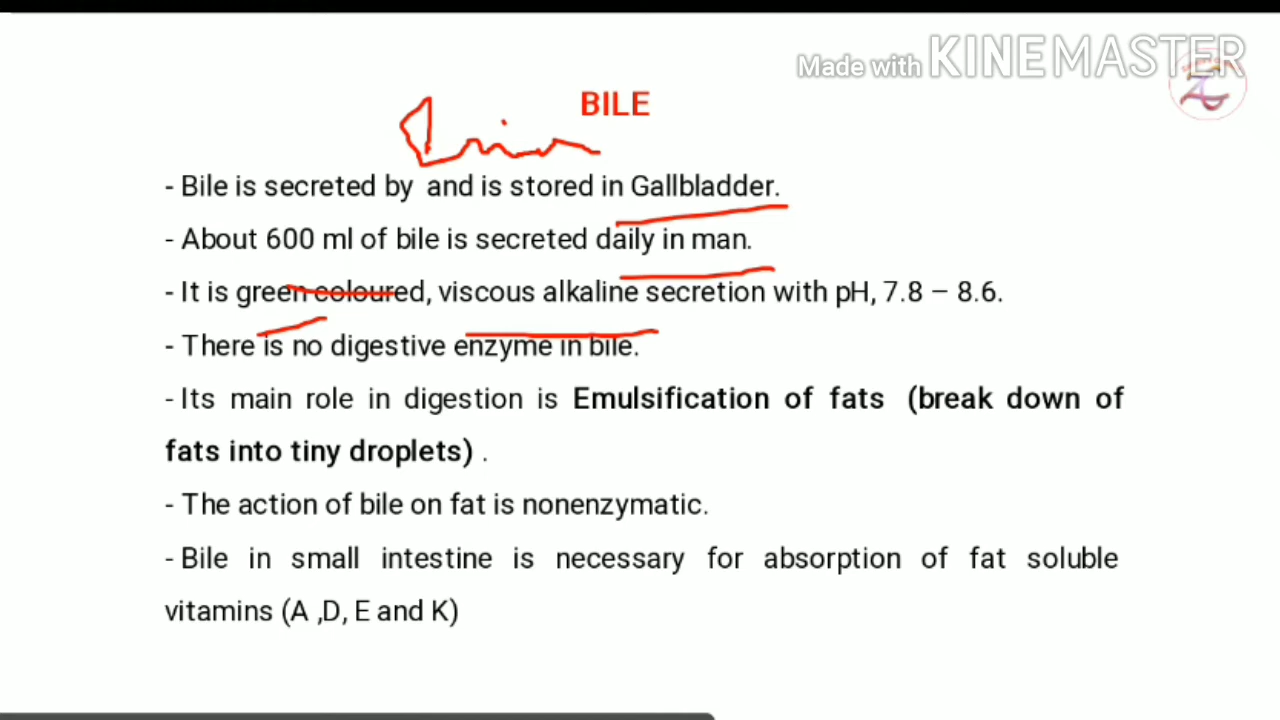 Made with KINEMASTER
BILE
- Bile is secreted by and is stored in Gallbladder.
- About 600 ml of bile is secreted daily in man.
- It is green coloured, viscous alkaline secretion with pH, 7.8 – 8.6.
- There is no digestive enzyme in bile.
- Its main role in digestion is Emulsification of fats (break down of
fats into tiny droplets) .
- The action of bile on fat is nonenzymatic.
- Bile in small intestine is necessary for absorption of fat soluble
vitamins (A ,D, E and K)